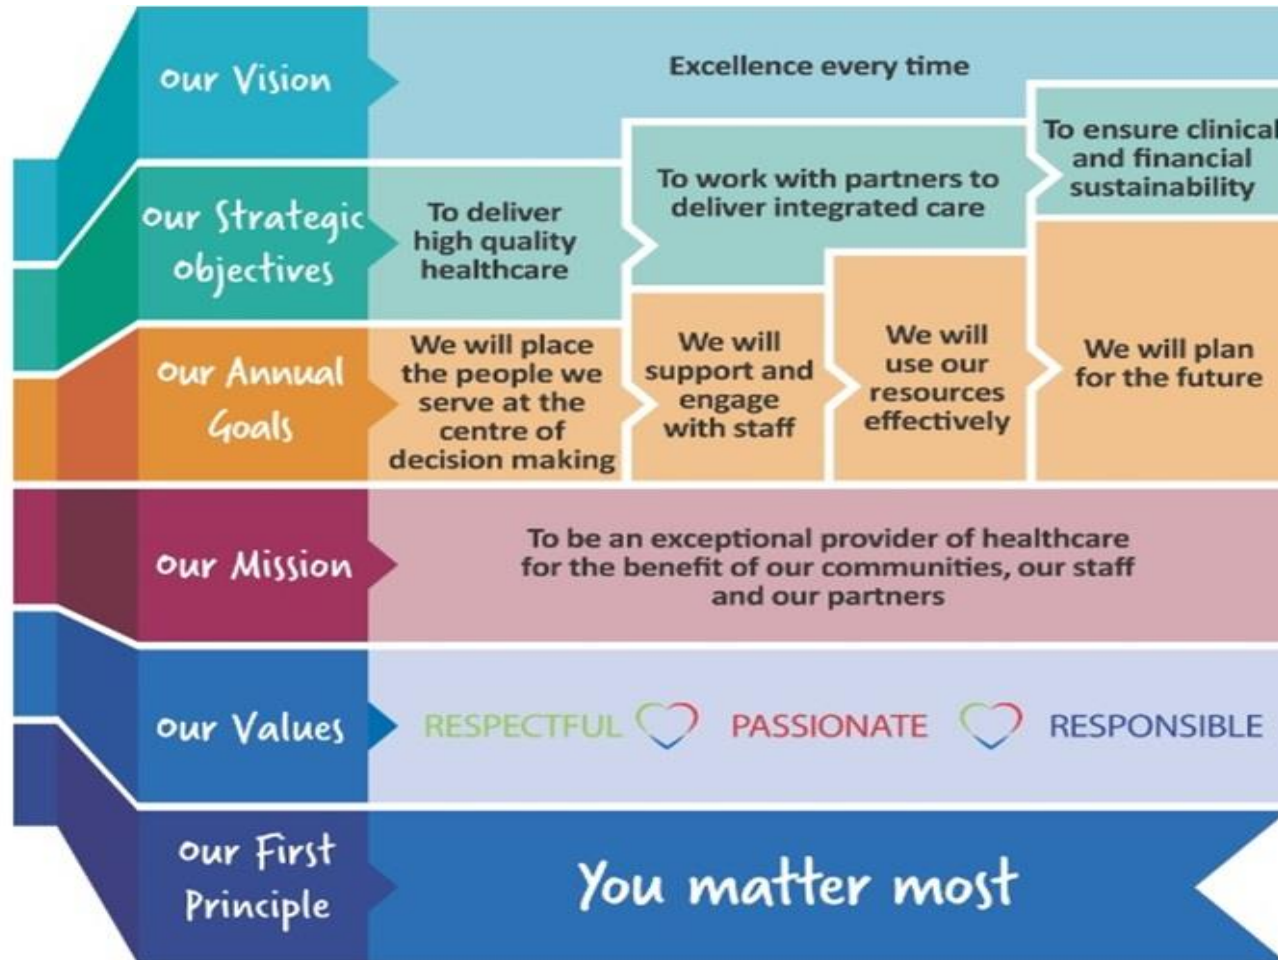 Our Vision
Excellence every time
Our Strategic
Objectives
To deliver
high quality
healthcare
To work with partners to
deliver integrated care
To ensure clinical
and financial
sustainability
Our Annual
Goals
We will place
the people we
serve at the
centre of
decision making
We will
support and
engage
with staff
We will
use our
resources
effectively
We will plan
for the future
Our Mission
To be an exceptional provider of healthcare
for the benefit of our communities, our staff
and our partners
Our Values
RESPECTFUL PASSIONATE RESPONSIBLE
Our First
Principle
You matter most